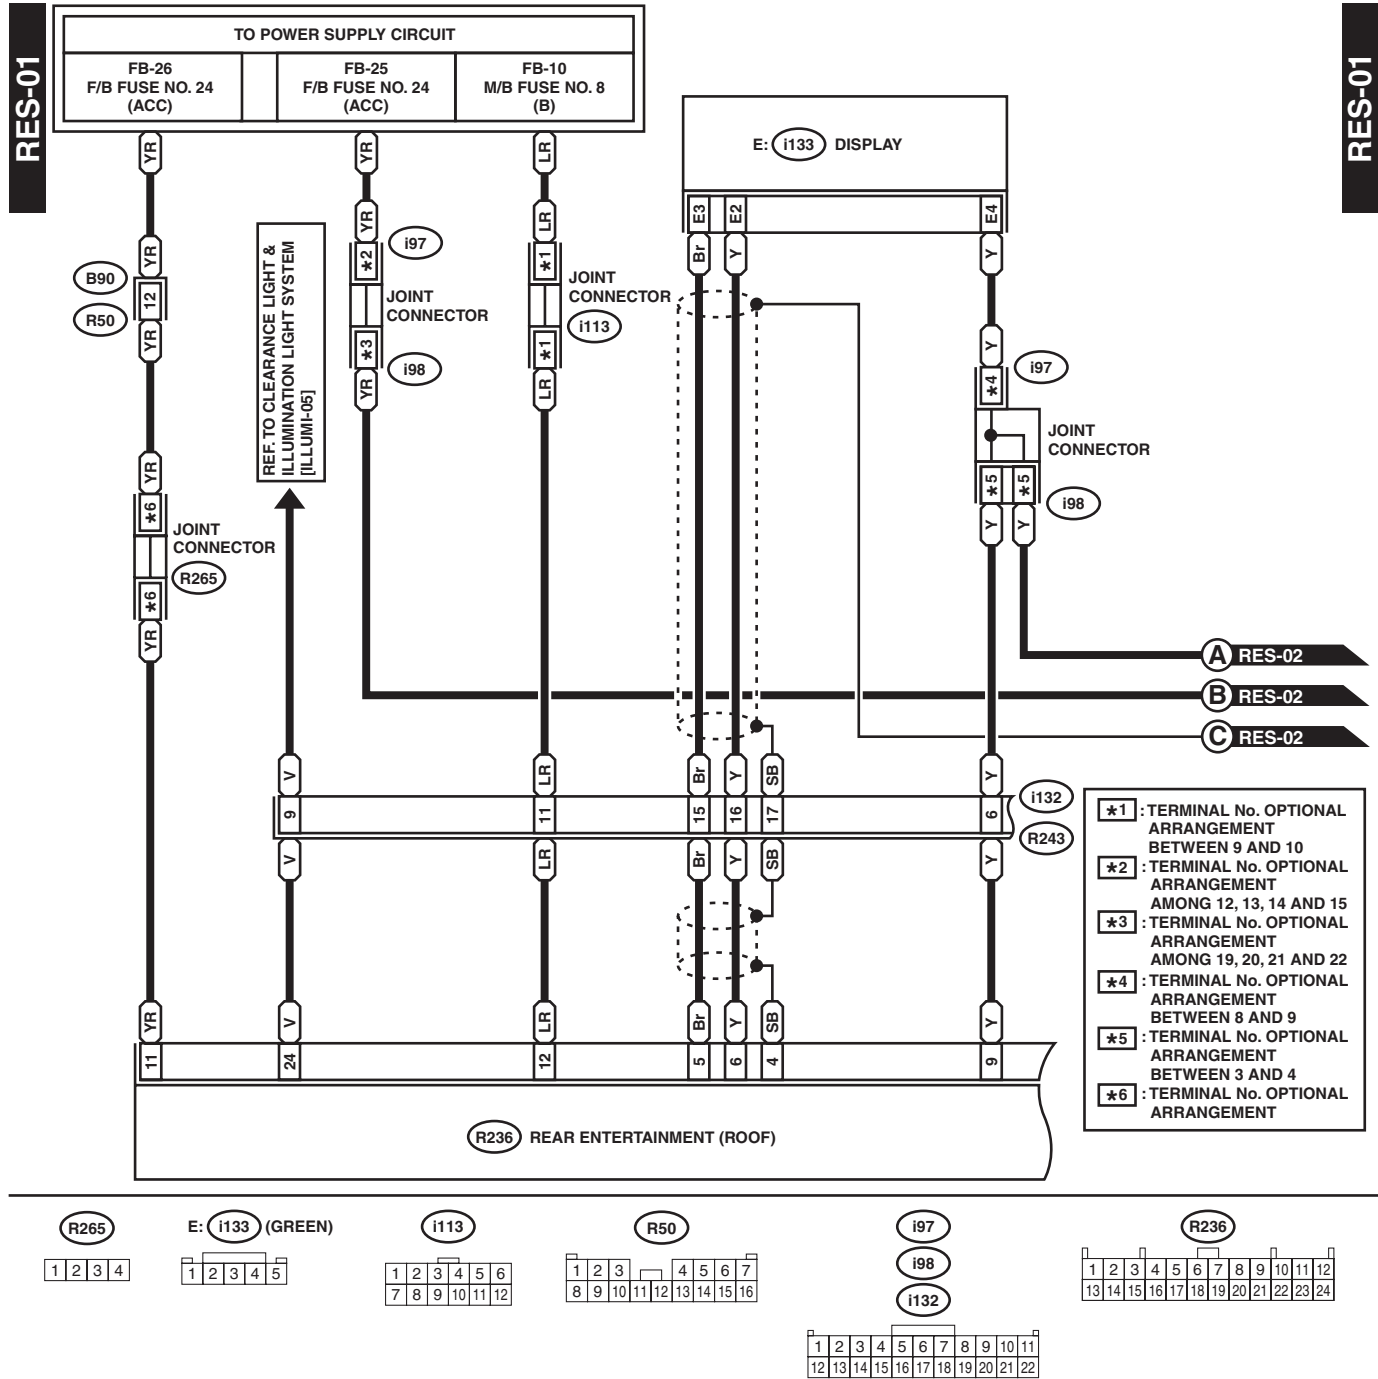 RES-01
RES-01
TO POWER SUPPLY CIRCUIT
FB-26
F/B FUSE NO. 24
(ACC)
FB-25
F/B FUSE NO. 24
(ACC)
FB-10
M/B FUSE NO. 8
(B)
E: i133 DISPLAY
YR
YR
LR
E3
E2
E4
YR
LR
Br
Y
Y
YR
i97
*2
*1
B90
12
R50
REF. TO CLEARANCE LIGHT &
ILLUMINATION LIGHT SYSTEM
[ILLUMI-05]
JOINT
CONNECTOR
JOINT
CONNECTOR
i113
YR
*3
*1
i98
YR
LR
Y
i97
*4
JOINT
CONNECTOR
YR
*6
*5
*5
i98
Y
Y
JOINT
CONNECTOR
R265
*6
YR
A RES-02
B RES-02
C RES-02
V
LR
Br
Y
SB
Y
i132
9
11
15
16
17
6
R243
V
LR
Br
Y
SB
Y
*1 : TERMINAL No. OPTIONAL
ARRANGEMENT
BETWEEN 9 AND 10
*2 : TERMINAL No. OPTIONAL
ARRANGEMENT
AMONG 12, 13, 14 AND 15
*3 : TERMINAL No. OPTIONAL
ARRANGEMENT
AMONG 19, 20, 21 AND 22
*4 : TERMINAL No. OPTIONAL
ARRANGEMENT
BETWEEN 8 AND 9
*5 : TERMINAL No. OPTIONAL
ARRANGEMENT
BETWEEN 3 AND 4
*6 : TERMINAL No. OPTIONAL
ARRANGEMENT
YR
V
LR
Br
Y
SB
Y
11
24
12
5
6
4
9
R236 REAR ENTERTAINMENT (ROOF)
R265
1 2 3 4
E: i133 (GREEN)
1 2 3 4 5
i113
1 2 3 4 5 6
7 8 9 10 11 12
R50
1 2 3 4 5 6 7
8 9 10 11 12 13 14 15 16
i97
i98
i132
1 2 3 4 5 6 7 8 9 10 11
12 13 14 15 16 17 18 19 20 21 22
R236
1 2 3 4 5 6 7 8 9 10 11 12
13 14 15 16 17 18 19 20 21 22 23 24